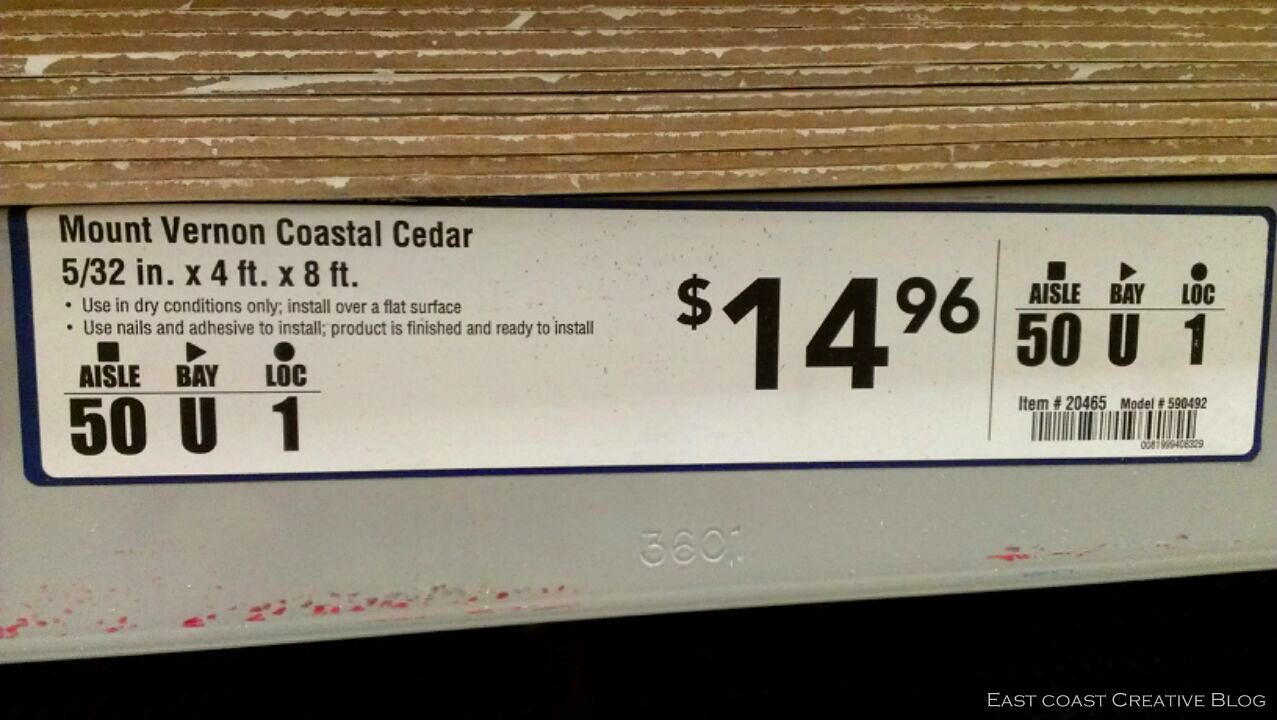 Mount Vernon Coastal Cedar
5/32 in. x 4 ft. x 8 ft.
• Use in dry conditions only; install over a flat surface
• Use nails and adhesive to install; product is finished and ready to install
AISLE BAY LOC
50 U 1
$14 96
AISLE BAY LOC
50 U 1
Item # 20465 Model # 590492
3601
EAST COAST CREATIVE BLOG